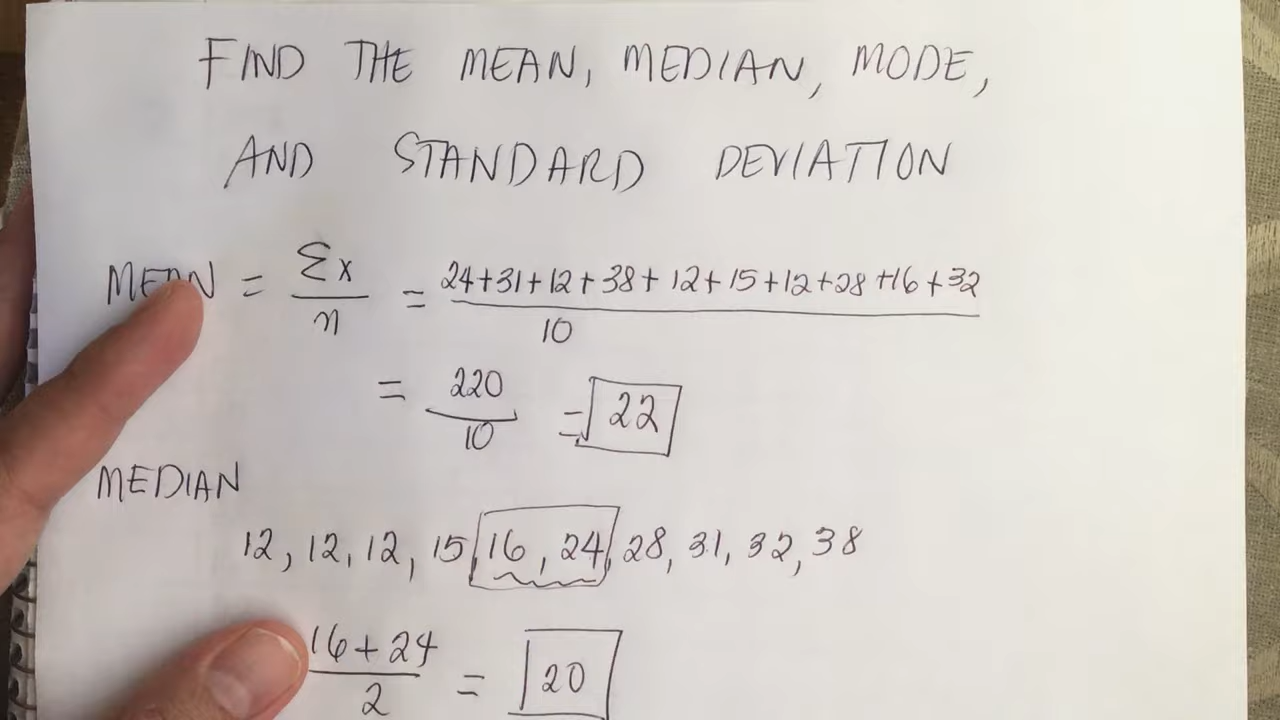 FIND THE MEAN, MEDIAN, MODE,
AND STANDARD DEVIATION
MEAN = Σx / n = 24+31+12+38+12+15+12+28+16+32 / 10
= 220 / 10 = 22
MEDIAN
12, 12, 12, 15, 16, 24, 28, 31, 32, 38
16+24 / 2 = 20